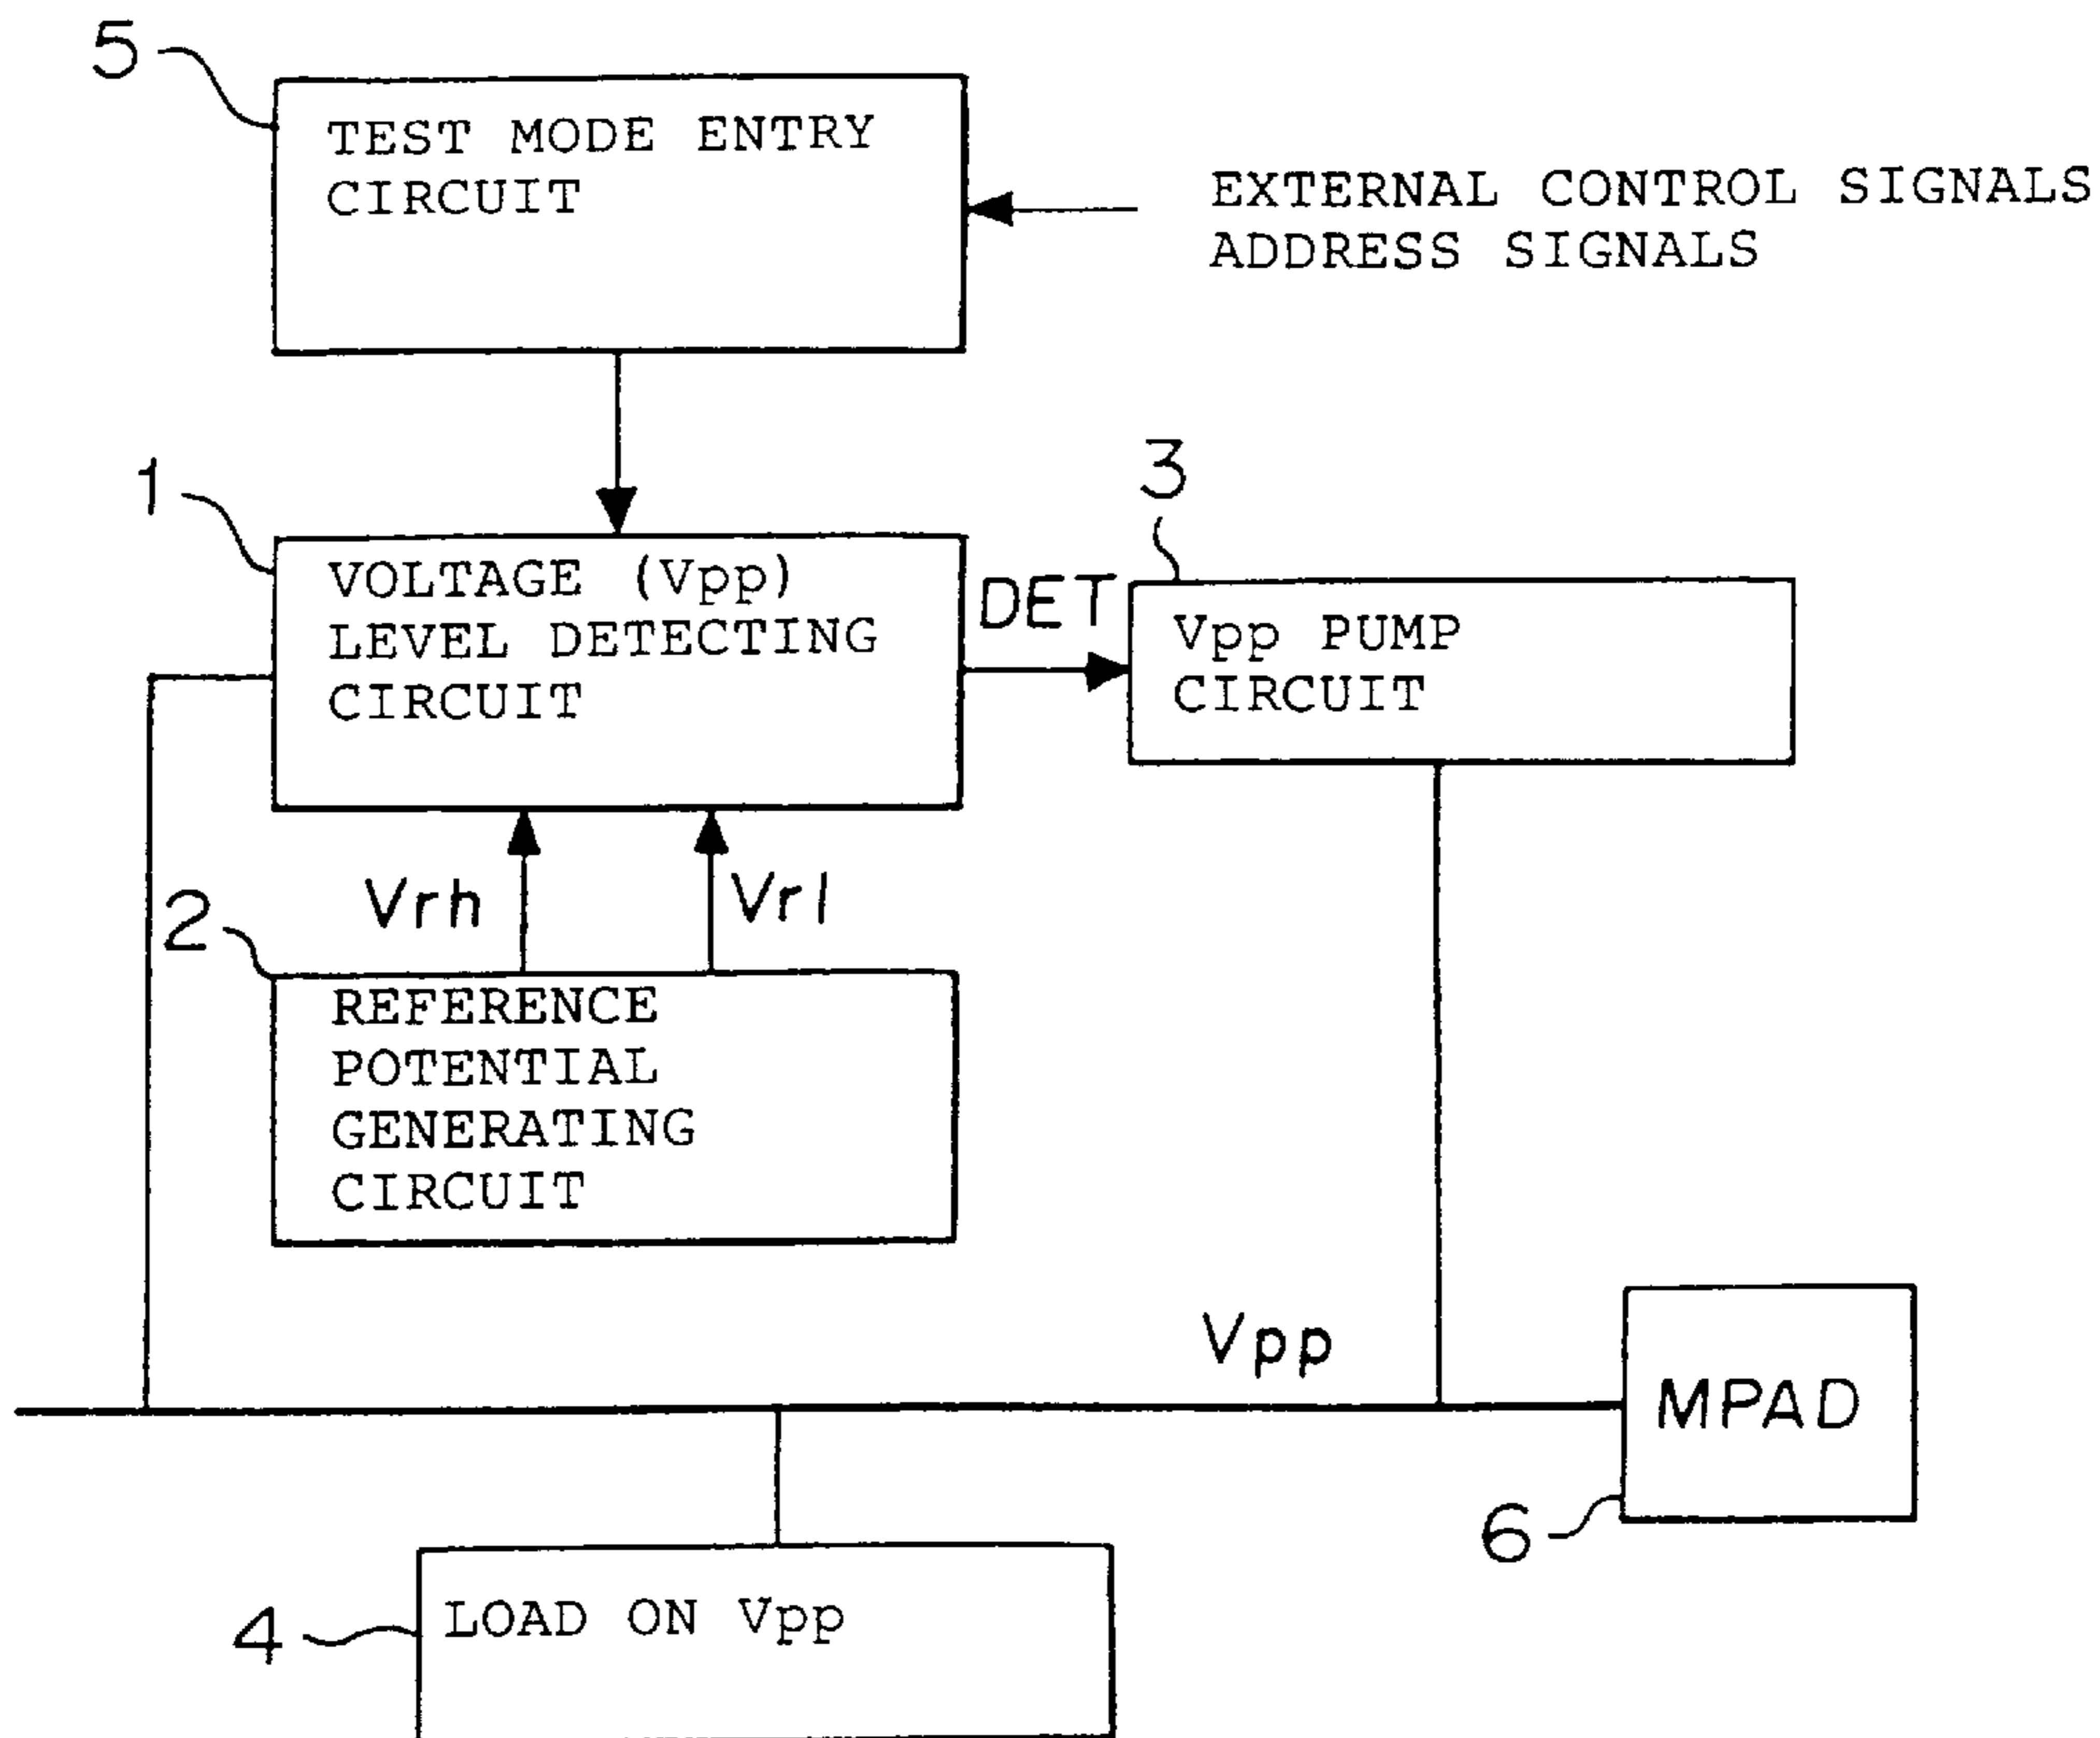 5
TEST MODE ENTRY
CIRCUIT
EXTERNAL CONTROL SIGNALS
ADDRESS SIGNALS
1
VOLTAGE (Vpp)
LEVEL DETECTING
CIRCUIT
DET
3
Vpp PUMP
CIRCUIT
Vrh
Vrl
2
REFERENCE
POTENTIAL
GENERATING
CIRCUIT
Vpp
MPAD
6
4
LOAD ON Vpp